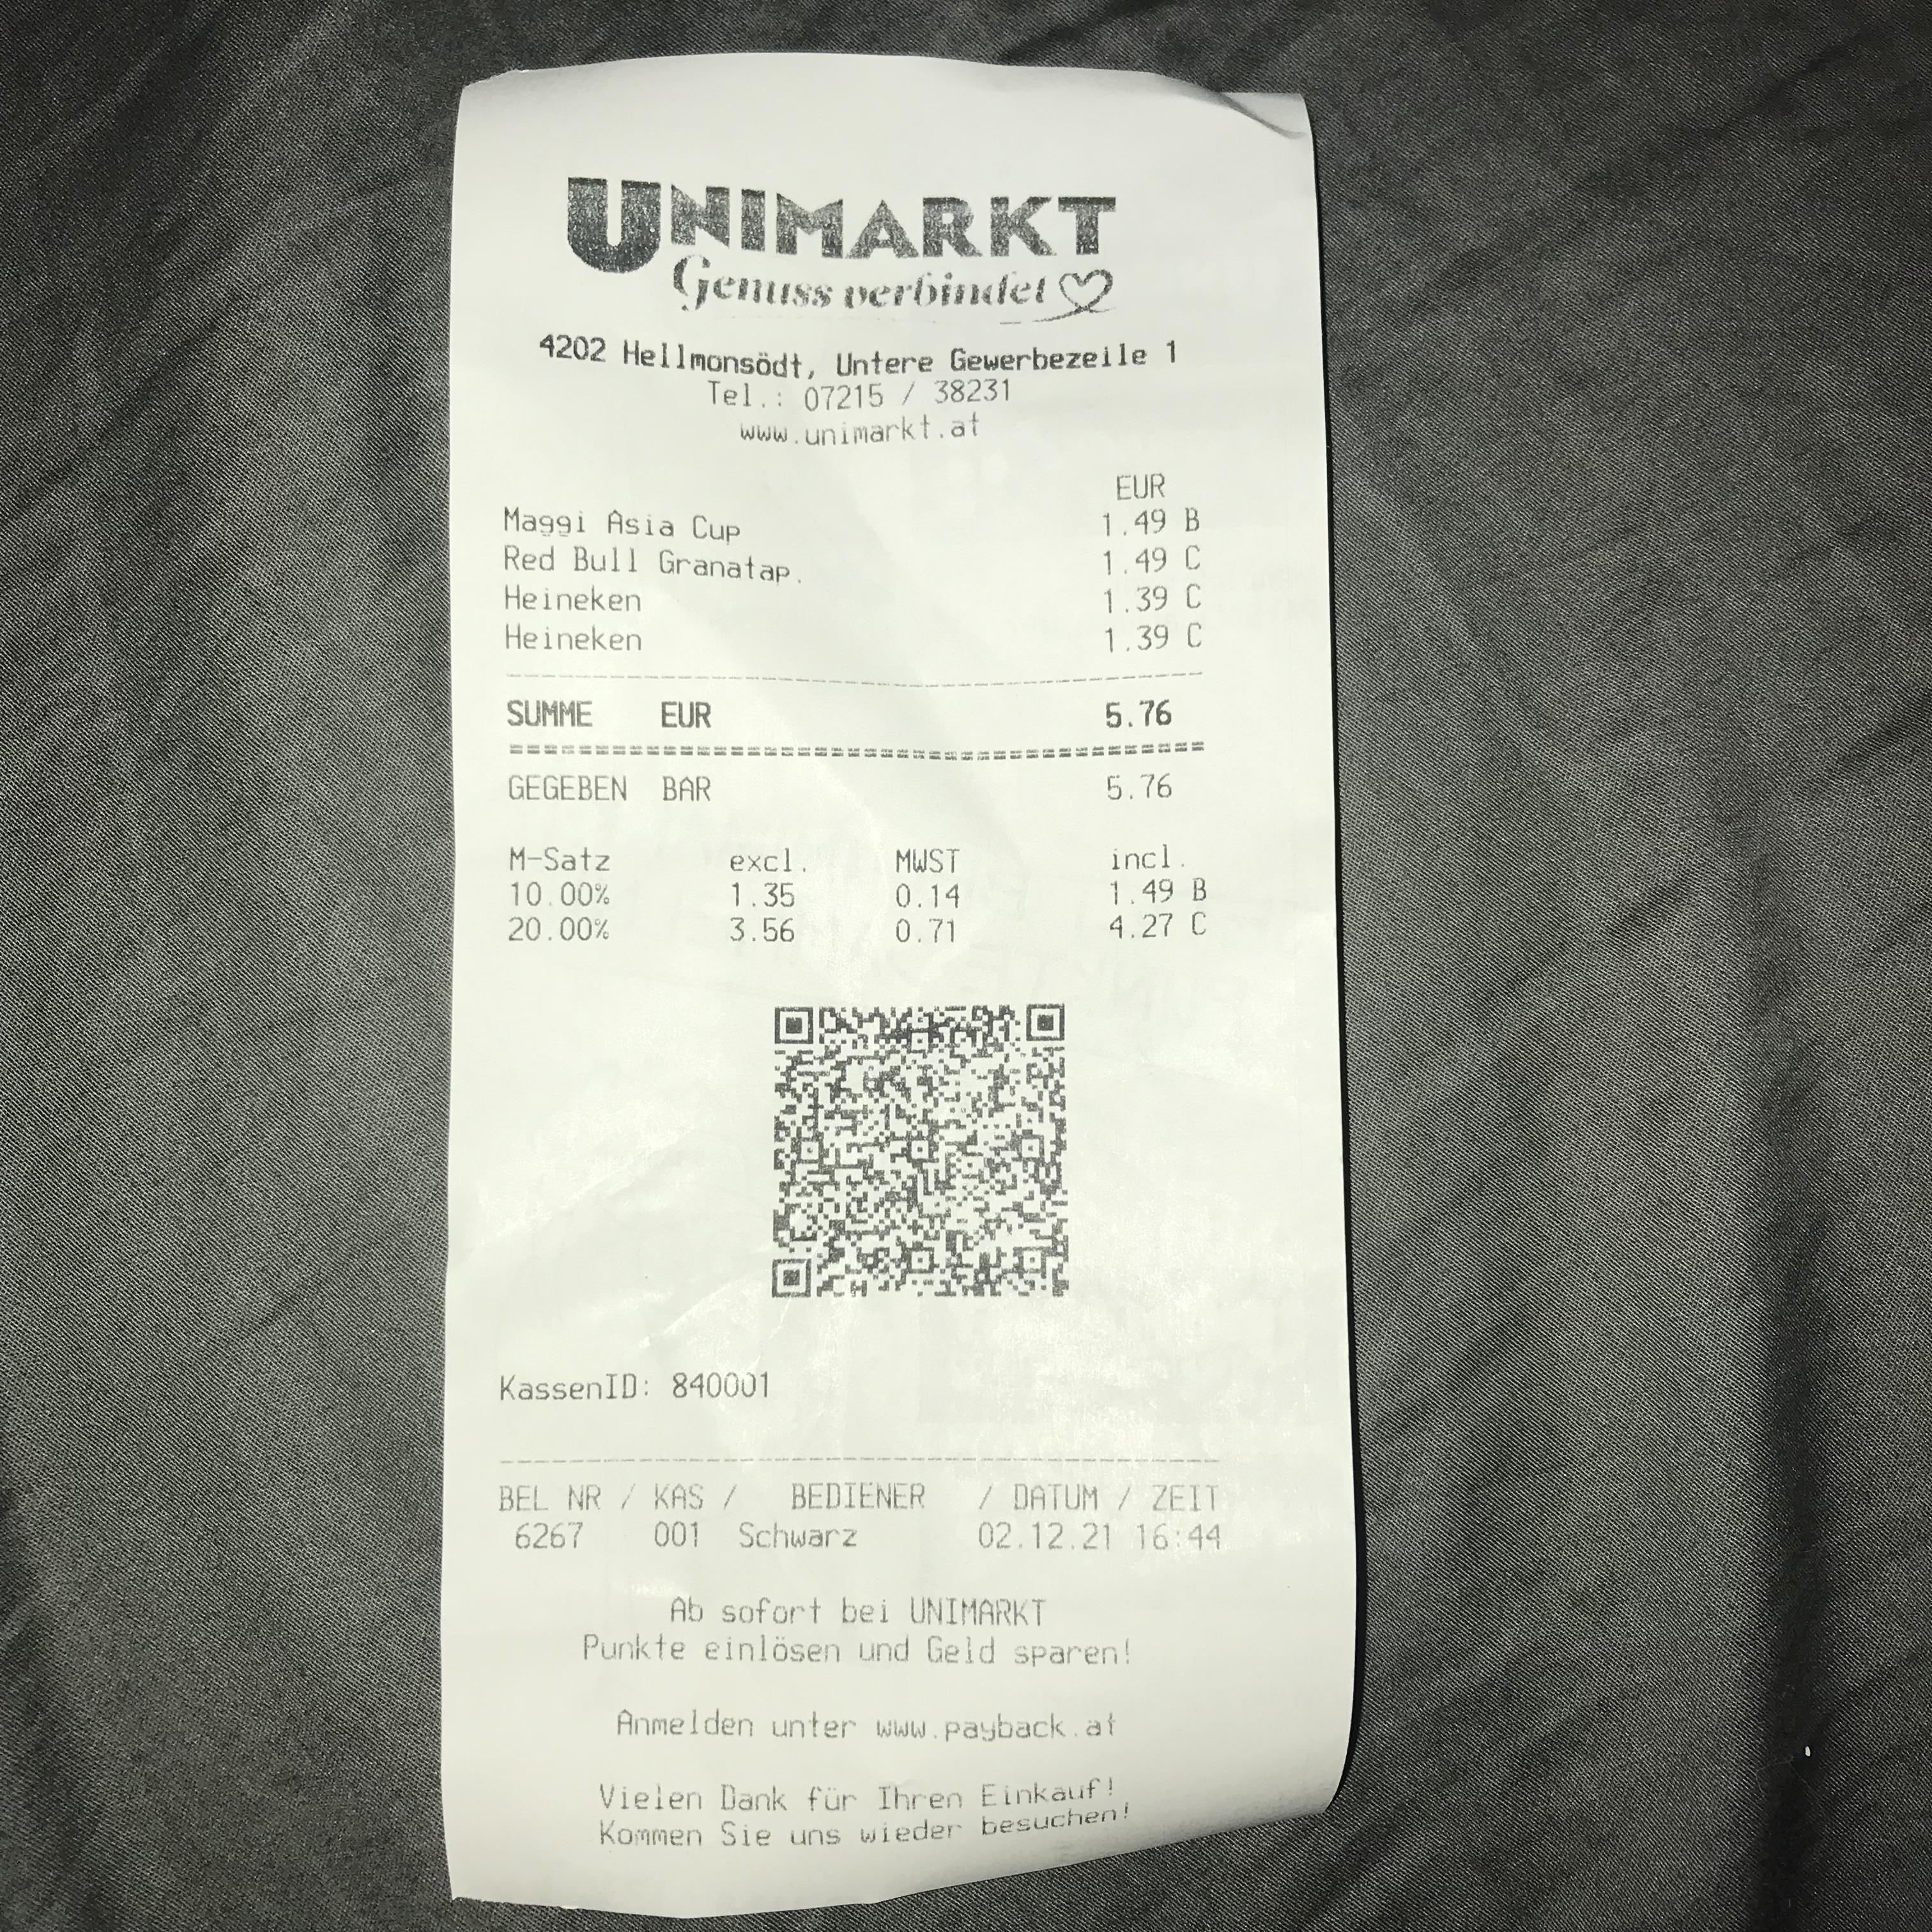 UNIMARKT
Genuss verbindet
4202 Hellmonsödt, Untere Gewerbezeile 1
Tel.: 07215 / 38231
www.unimarkt.at
EUR
Maggi Asia Cup 1.49 B
Red Bull Granatap. 1.49 C
Heineken 1.39 C
Heineken 1.39 C
SUMME EUR 5.76
GEGEBEN BAR 5.76
M-Satz excl. MWST incl.
10.00% 1.35 0.14 1.49 B
20.00% 3.56 0.71 4.27 C
KassenID: 840001
BEL NR / KAS / BEDIENER / DATUM / ZEIT
6267 001 Schwarz 02.12.21 16:44
Ab sofort bei UNIMARKT
Punkte einlösen und Geld sparen!
Anmelden unter www.payback.at
Vielen Dank für Ihren Einkauf!
Kommen Sie uns wieder besuchen!